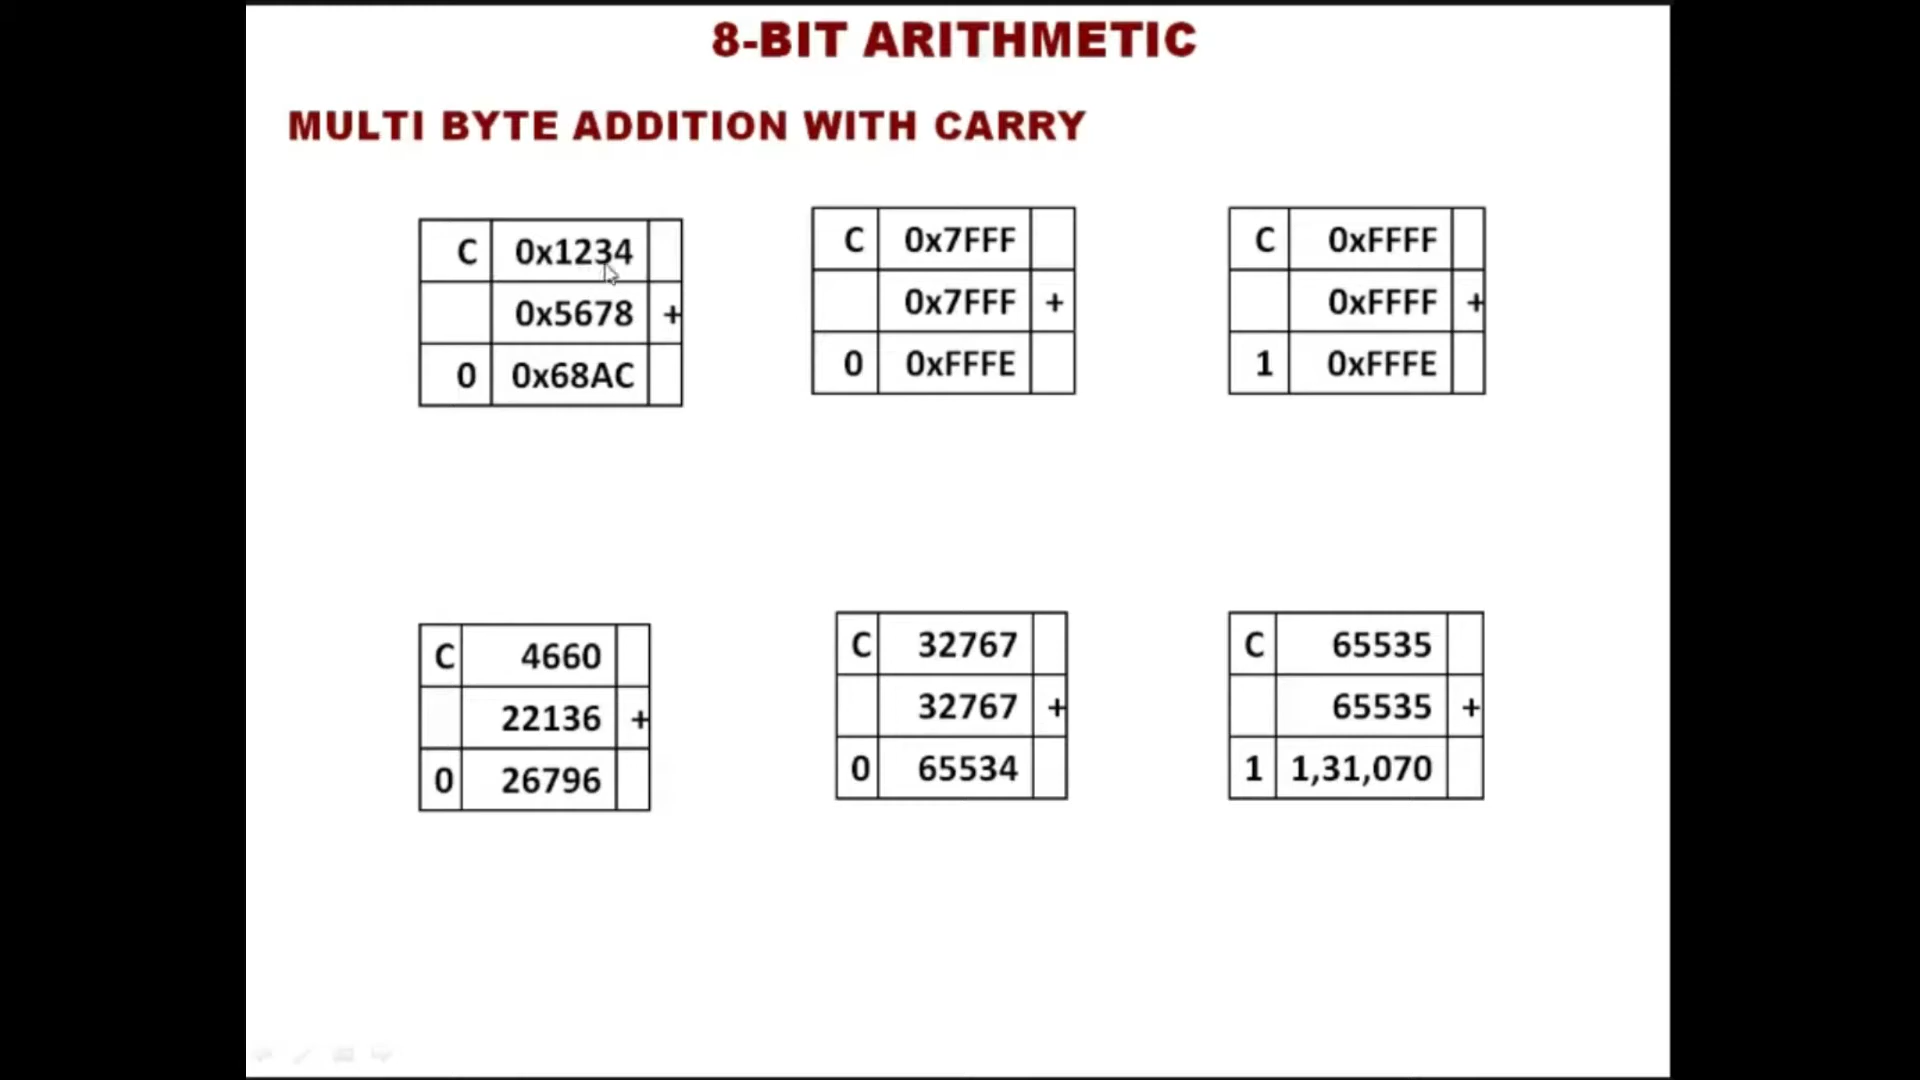 8-BIT ARITHMETIC
MULTI BYTE ADDITION WITH CARRY
C 0x1234
0x5678 +
0 0x68AC
C 0x7FFF
0x7FFF +
0 0xFFFE
C 0xFFFF
0xFFFF +
1 0xFFFE
C 4660
22136 +
0 26796
C 32767
32767 +
0 65534
C 65535
65535 +
1 1,31,070